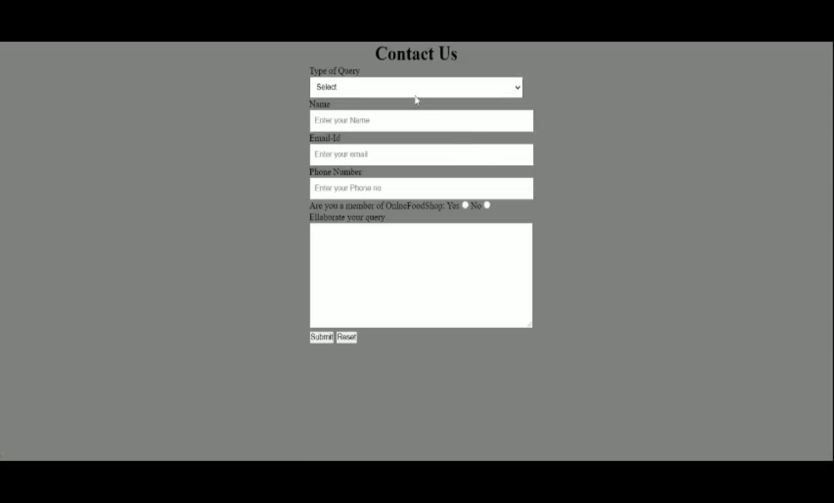 Contact Us
Type of Query
Select
Name
Enter your Name
Email-Id
Enter your email
Phone Number
Enter your Phone no
Are you a member of OnlineFoodShop: Yes No
Ellaborate your query
Submit Reset